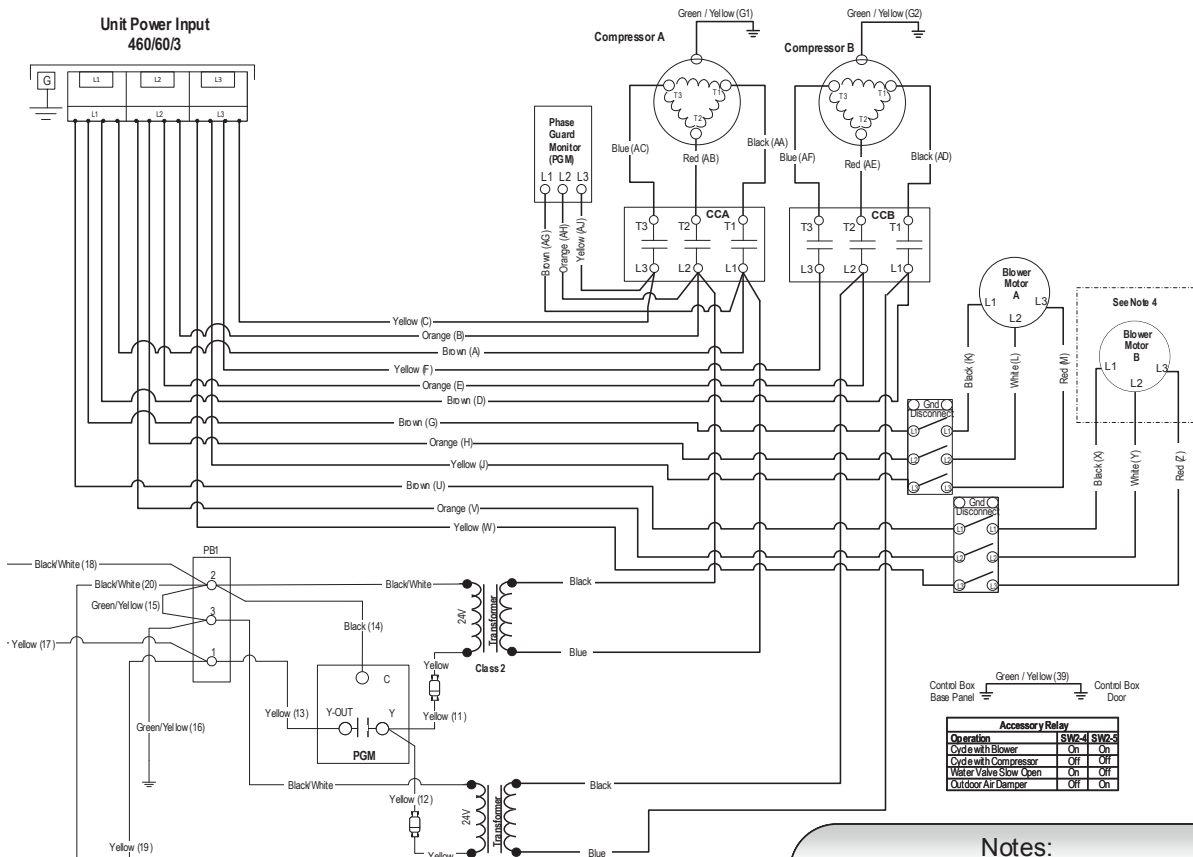 Unit Power Input
460/60/3
G
L1
L2
L3
L1
L2
L3
Green / Yellow (G1)
Compressor A
T3
T1
T2
Green / Yellow (G2)
Compressor B
T3
T1
T2
Phase
Guard
Monitor
(PGM)
L1 L2 L3
Blue (AC)
Red (AB)
Black (AA)
Blue (AF)
Red (AE)
Black (AD)
CCA
T3
T2
T1
L3
L2
L1
CCB
T3
T2
T1
L3
L2
L1
Brown (AG)
Orange (AH)
Yellow (AJ)
Blower
Motor
A
L1
L2
L3
See Note 4
Blower
Motor
B
L1
L2
L3
Yellow (C)
Orange (B)
Brown (A)
Yellow (F)
Orange (E)
Brown (D)
Brown (G)
Orange (H)
Yellow (J)
Brown (U)
Orange (V)
Yellow (W)
Black (K)
White (L)
Red (M)
Gnd
Disconnect
L1
L1
L2
L2
L3
L3
Black (X)
White (Y)
Red (Z)
Gnd
Disconnect
L1
L1
L2
L2
L3
L3
PB1
Black/White (18)
2
Black/White (20)
Green/Yellow (15)
3
Yellow (17)
1
Black/White
Black (14)
24V
Transformer
Class 2
Black
Blue
Yellow
Yellow (11)
C
Yellow (13)
Y-OUT
Y
PGM
Green/Yellow (16)
Black/White
Yellow (12)
24V
Transformer
Black
Blue
Yellow
Yellow (19)
Control Box
Base Panel
Green / Yellow (39)
Control Box
Door
Accessory Relay
Operation SW2-4 SW2-5
Cycle with Blower On On
Cycle with Compressor Off Off
Water Valve Slow Open On Off
Outdoor Air Damper Off On
Notes: